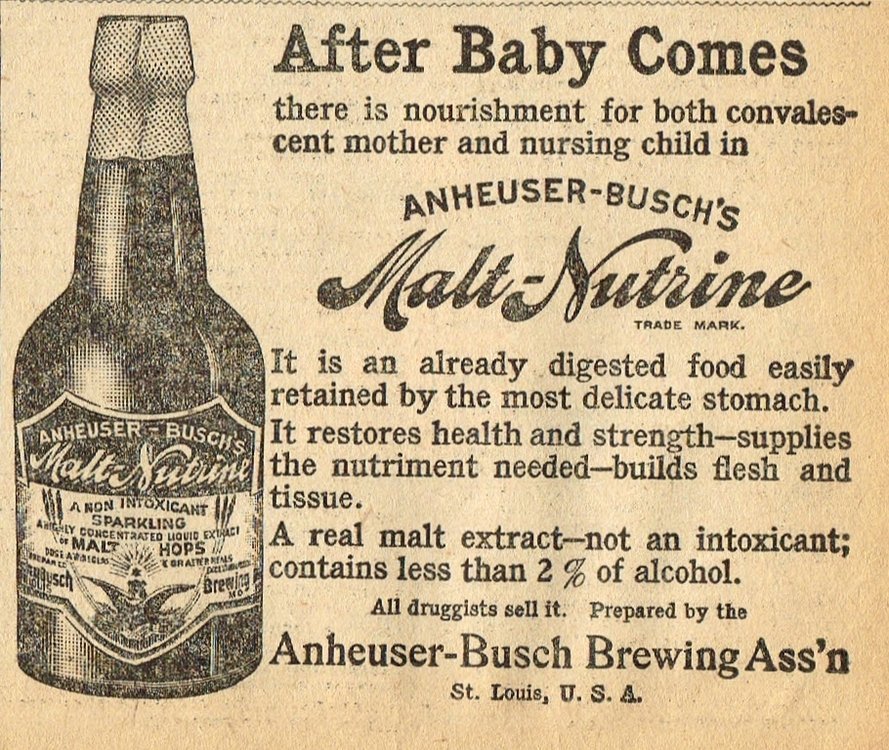 After Baby Comes
there is nourishment for both convales-
cent mother and nursing child in
ANHEUSER-BUSCH'S
Malt-Nutrine
TRADE MARK.
It is an already digested food easily
retained by the most delicate stomach.
It restores health and strength—supplies
the nutriment needed—builds flesh and
tissue.
A real malt extract—not an intoxicant;
contains less than 2 % of alcohol.
All druggists sell it. Prepared by the
Anheuser-Busch Brewing Ass'n
St. Louis, U. S. A.
ANHEUSER-BUSCH'S
Malt-Nutrine
A NON INTOXICANT
SPARKLING
A HIGHLY CONCENTRATED LIQUID EXTRACT
OF MALT HOPS
Busch Brewing